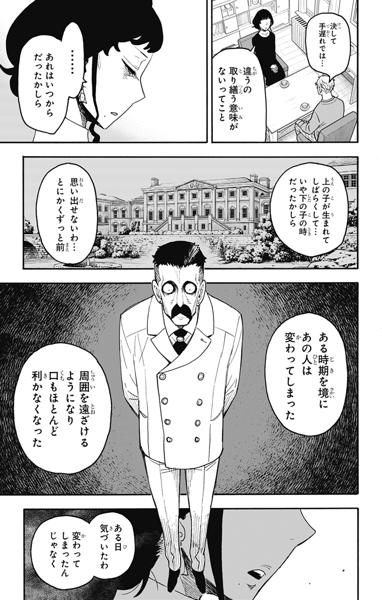 決して
手遅れでは…
違うの
取り繕う意味が
ないってこと
………
あれはいつから
だったかしら
上の子が生まれて
しばらくして…
いや下の子の時
だったかしら
思い出せないわ…
とにかくずっと前
ある時期を境に
あの人は
変わってしまった
周囲を遠ざける
ようになり
口もほとんど
利かなくなった
ある日
気づいたわ
変わって
しまったん
じゃなく